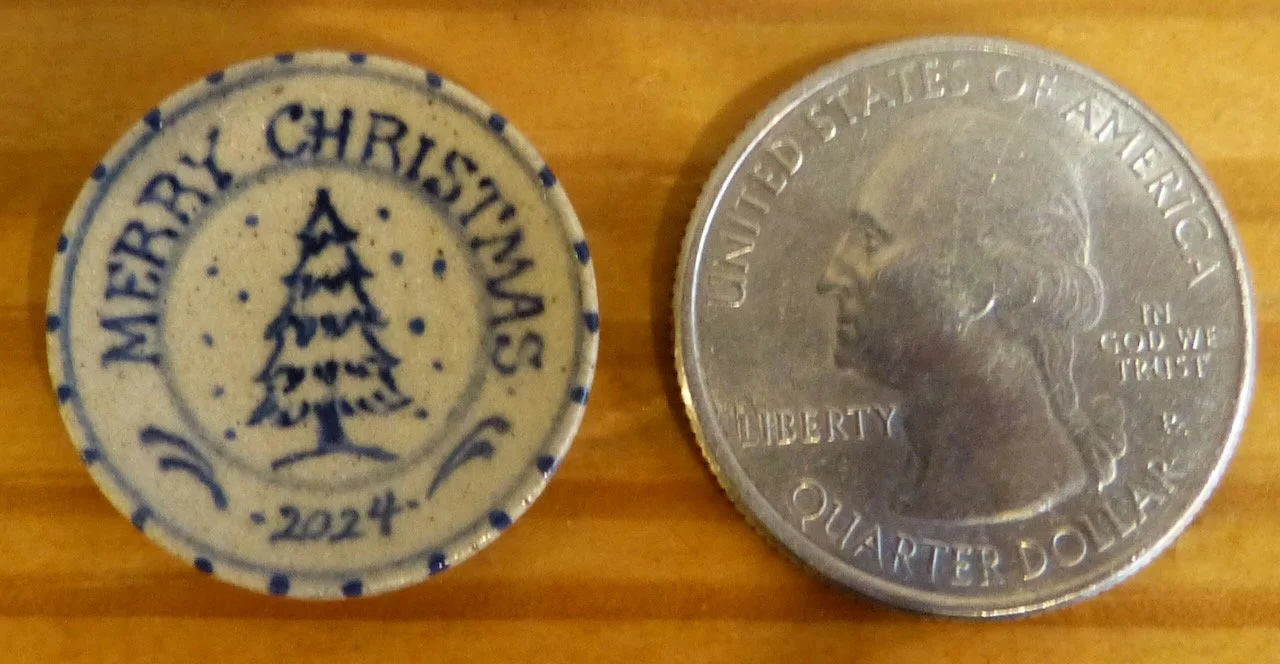 MERRY CHRISTMAS
-2024-
UNITED STATES OF AMERICA
IN
GOD WE
TRUST
LIBERTY
QUARTER DOLLAR